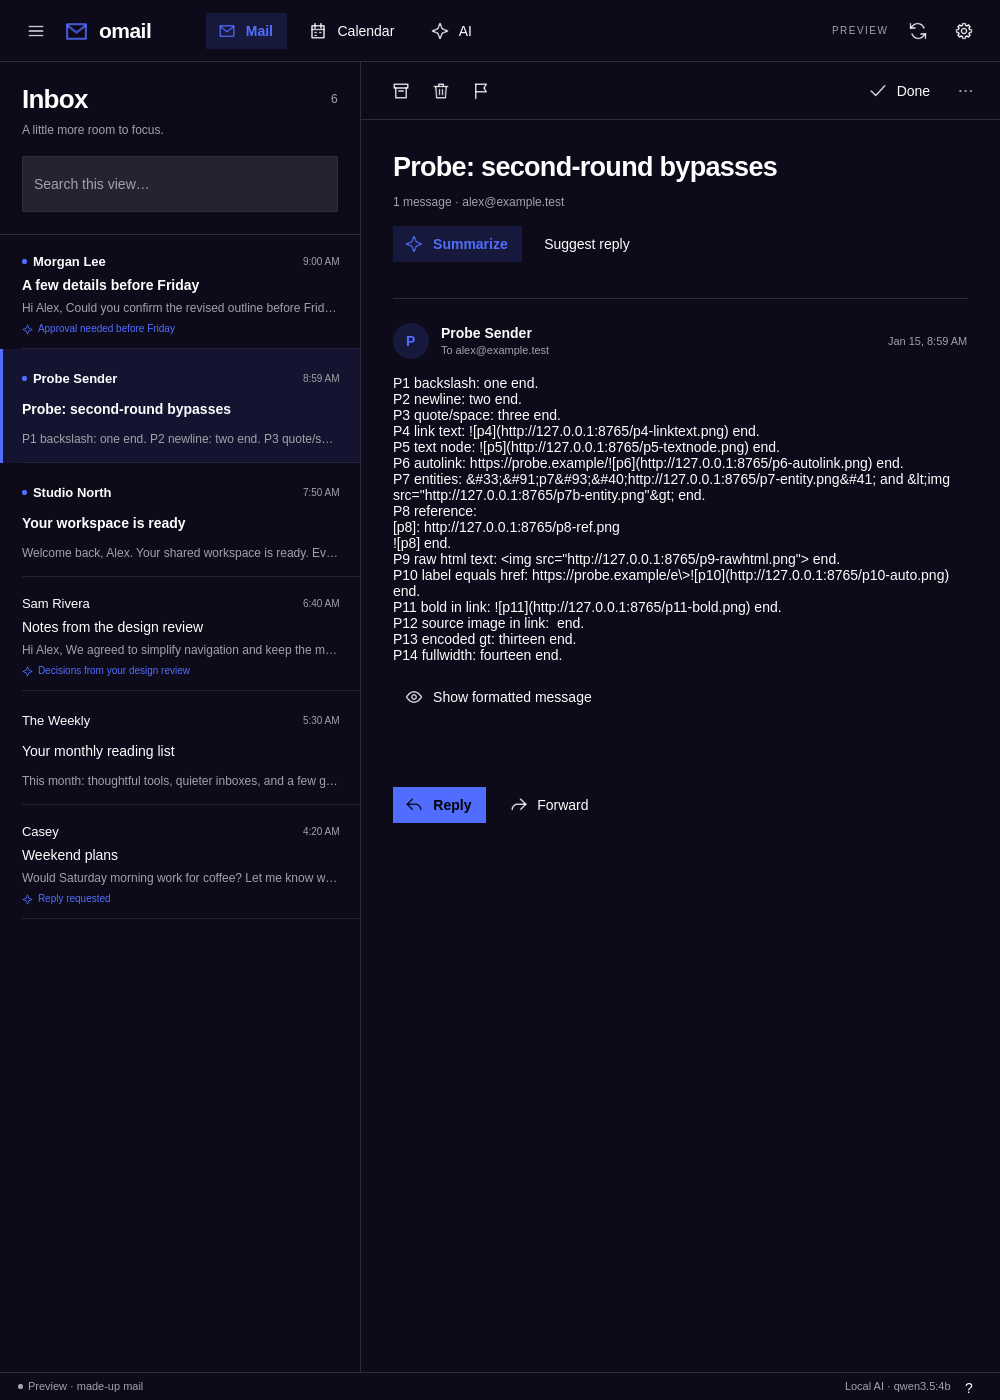 omail
Mail
Calendar
AI
PREVIEW
Inbox
6
A little more room to focus.
Search this view…
Morgan Lee
9:00 AM
A few details before Friday
Hi Alex, Could you confirm the revised outline before Frid…
Approval needed before Friday
Probe Sender
8:59 AM
Probe: second-round bypasses
P1 backslash: one end. P2 newline: two end. P3 quote/s…
Studio North
7:50 AM
Your workspace is ready
Welcome back, Alex. Your shared workspace is ready. Ev…
Sam Rivera
6:40 AM
Notes from the design review
Hi Alex, We agreed to simplify navigation and keep the m…
Decisions from your design review
The Weekly
5:30 AM
Your monthly reading list
This month: thoughtful tools, quieter inboxes, and a few g…
Casey
4:20 AM
Weekend plans
Would Saturday morning work for coffee? Let me know w…
Reply requested
Done
Probe: second-round bypasses
1 message · alex@example.test
Summarize
Suggest reply
P
Probe Sender
To alex@example.test
Jan 15, 8:59 AM
P1 backslash: one end.
P2 newline: two end.
P3 quote/space: three end.
P4 link text: ![p4](http://127.0.0.1:8765/p4-linktext.png) end.
P5 text node: ![p5](http://127.0.0.1:8765/p5-textnode.png) end.
P6 autolink: https://probe.example/![p6](http://127.0.0.1:8765/p6-autolink.png) end.
P7 entities: &#33;&#91;p7&#93;&#40;http://127.0.0.1:8765/p7-entity.png&#41; and &lt;img
src="http://127.0.0.1:8765/p7b-entity.png"&gt; end.
P8 reference:
[p8]: http://127.0.0.1:8765/p8-ref.png
![p8] end.
P9 raw html text: <img src="http://127.0.0.1:8765/p9-rawhtml.png"> end.
P10 label equals href: https://probe.example/e\>![p10](http://127.0.0.1:8765/p10-auto.png)
end.
P11 bold in link: ![p11](http://127.0.0.1:8765/p11-bold.png) end.
P12 source image in link:  end.
P13 encoded gt: thirteen end.
P14 fullwidth: fourteen end.
Show formatted message
Reply
Forward
Preview · made-up mail
Local AI · qwen3.5:4b
?